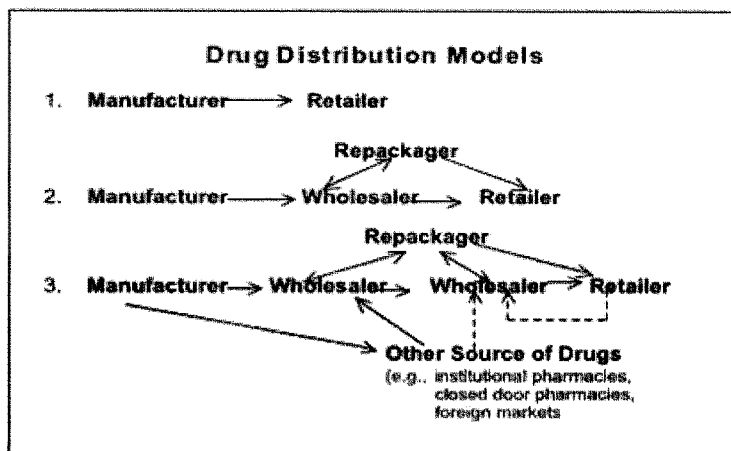 Drug Distribution Models
1. Manufacturer Retailer
Repackager
2. Manufacturer Wholesaler Retailer
Repackager
3. Manufacturer Wholesaler Wholesaler Retailer
Other Source of Drugs
(e.g., institutional pharmacies,
closed door pharmacies,
foreign markets